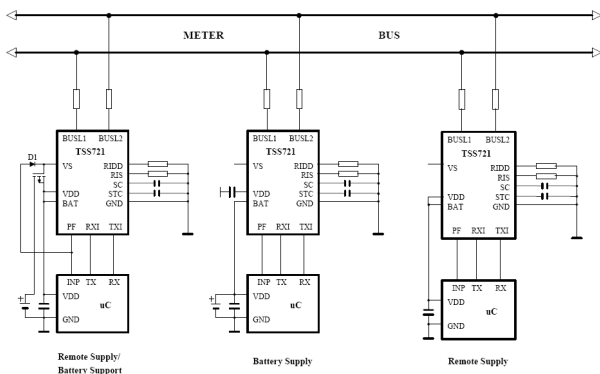 METER BUS
BUSL1 BUSL2
TSS721
D1
VS
RIDD
RIS
SC
VDD
STC
BAT
GND
PF RXI TXI
INP TX RX
VDD
uC
GND
Remote Supply/
Battery Support
BUSL1 BUSL2
TSS721
VS
RIDD
RIS
SC
VDD
STC
BAT
GND
PF RXI TXI
INP TX RX
VDD
uC
GND
Battery Supply
BUSL1 BUSL2
TSS721
VS
RIDD
RIS
SC
VDD
STC
BAT
GND
PF RXI TXI
INP TX RX
VDD
uC
GND
Remote Supply